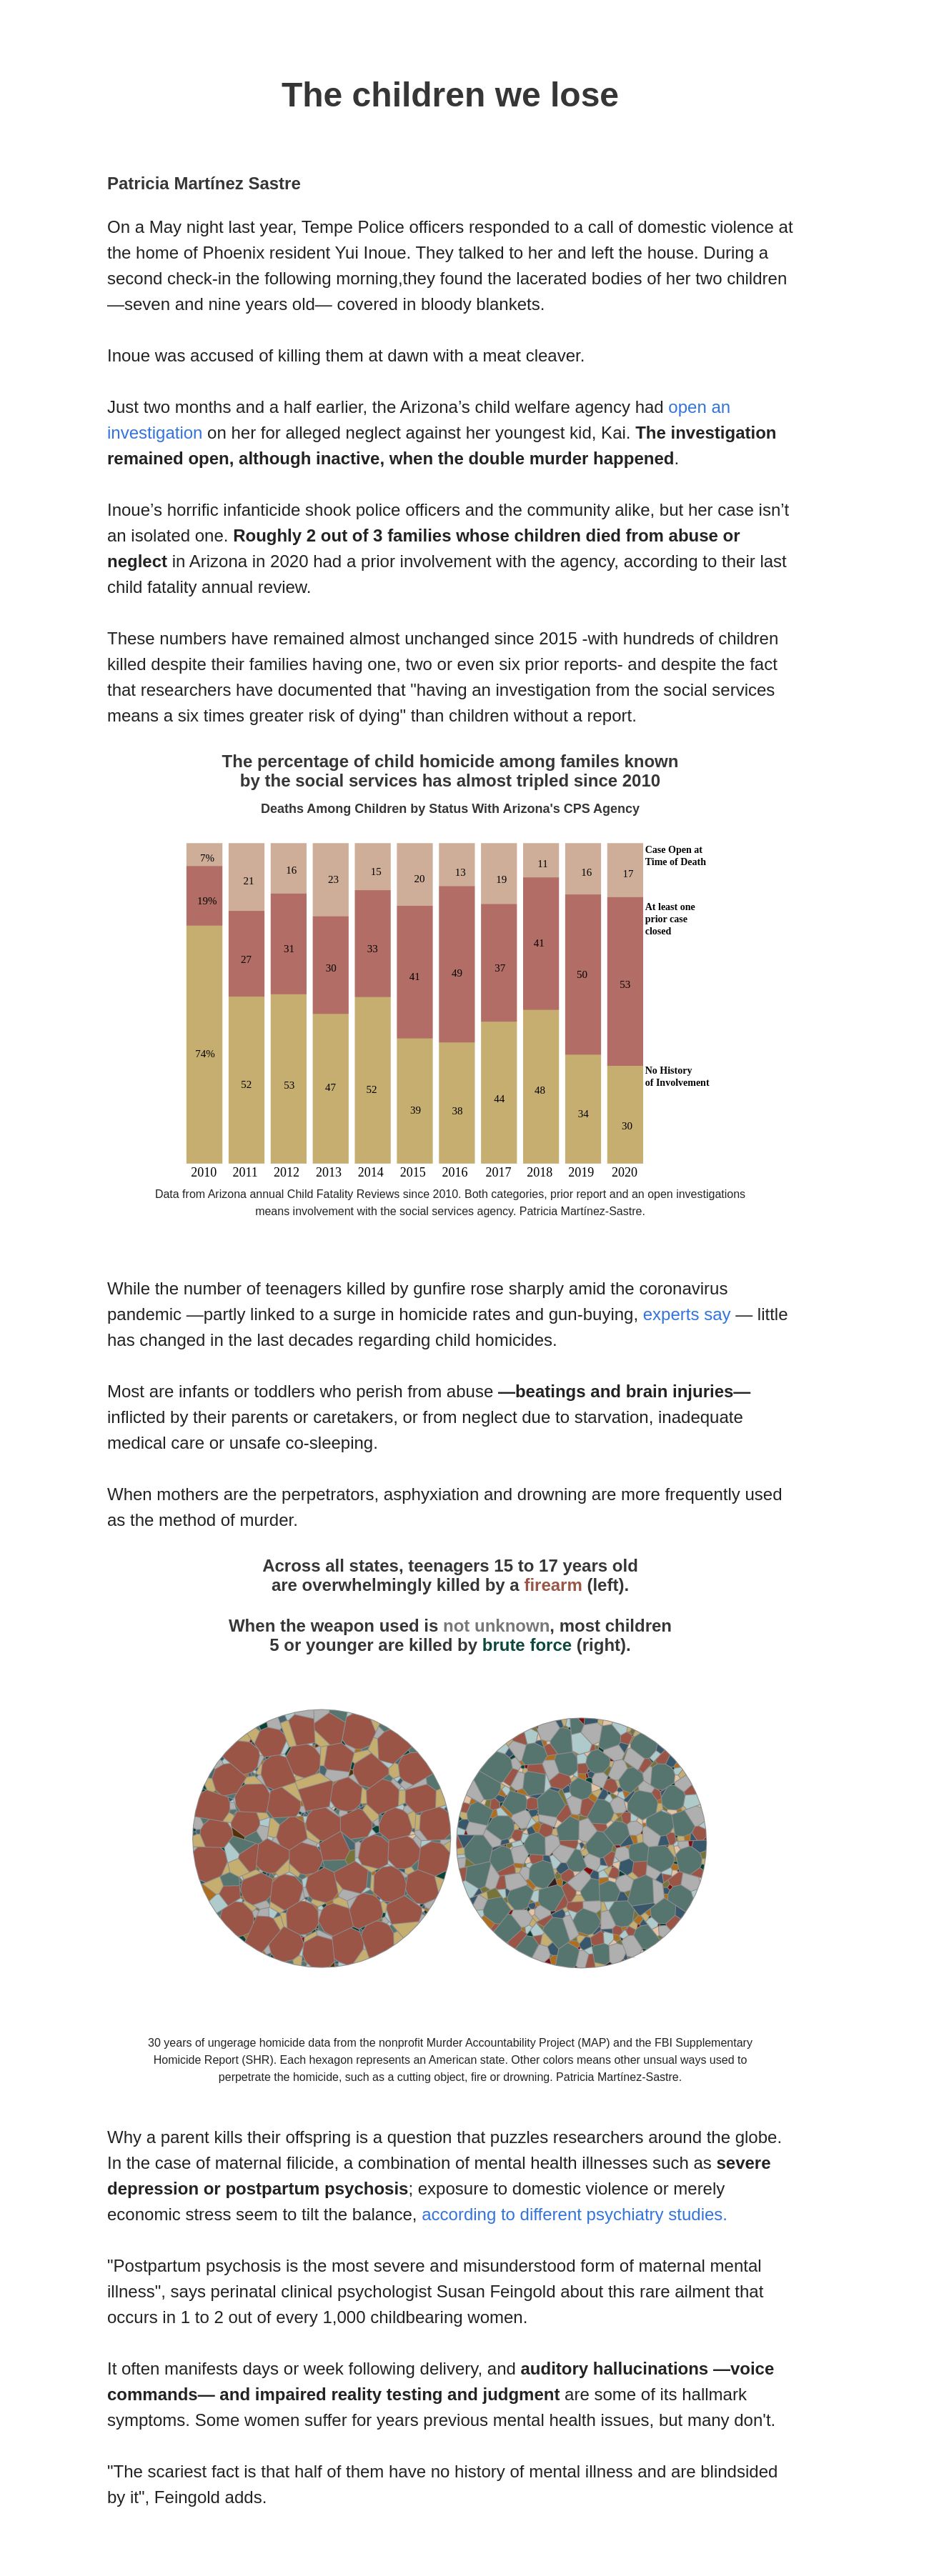 The children we lose
Patricia Martínez Sastre
On a May night last year, Tempe Police officers responded to a call of domestic violence at
the home of Phoenix resident Yui Inoue. They talked to her and left the house. During a
second check-in the following morning,they found the lacerated bodies of her two children
—seven and nine years old— covered in bloody blankets.
Inoue was accused of killing them at dawn with a meat cleaver.
Just two months and a half earlier, the Arizona’s child welfare agency had open an
investigation on her for alleged neglect against her youngest kid, Kai. The investigation
remained open, although inactive, when the double murder happened.
Inoue’s horrific infanticide shook police officers and the community alike, but her case isn’t
an isolated one. Roughly 2 out of 3 families whose children died from abuse or
neglect in Arizona in 2020 had a prior involvement with the agency, according to their last
child fatality annual review.
These numbers have remained almost unchanged since 2015 -with hundreds of children
killed despite their families having one, two or even six prior reports- and despite the fact
that researchers have documented that "having an investigation from the social services
means a six times greater risk of dying" than children without a report.
The percentage of child homicide among familes known
by the social services has almost tripled since 2010
Deaths Among Children by Status With Arizona's CPS Agency
7% 21 16 23 15 20 13 19 11 16 17
Case Open at
Time of Death
19% 27 31 30 33 41 49 37 41 50 53
At least one
prior case
closed
74% 52 53 47 52 39 38 44 48 34 30
No History
of Involvement
2010 2011 2012 2013 2014 2015 2016 2017 2018 2019 2020
Data from Arizona annual Child Fatality Reviews since 2010. Both categories, prior report and an open investigations
means involvement with the social services agency. Patricia Martínez-Sastre.
While the number of teenagers killed by gunfire rose sharply amid the coronavirus
pandemic —partly linked to a surge in homicide rates and gun-buying, experts say — little
has changed in the last decades regarding child homicides.
Most are infants or toddlers who perish from abuse —beatings and brain injuries—
inflicted by their parents or caretakers, or from neglect due to starvation, inadequate
medical care or unsafe co-sleeping.
When mothers are the perpetrators, asphyxiation and drowning are more frequently used
as the method of murder.
Across all states, teenagers 15 to 17 years old
are overwhelmingly killed by a firearm (left).
When the weapon used is not unknown, most children
5 or younger are killed by brute force (right).
30 years of ungerage homicide data from the nonprofit Murder Accountability Project (MAP) and the FBI Supplementary
Homicide Report (SHR). Each hexagon represents an American state. Other colors means other unusual ways used to
perpetrate the homicide, such as a cutting object, fire or drowning. Patricia Martínez-Sastre.
Why a parent kills their offspring is a question that puzzles researchers around the globe.
In the case of maternal filicide, a combination of mental health illnesses such as severe
depression or postpartum psychosis; exposure to domestic violence or merely
economic stress seem to tilt the balance, according to different psychiatry studies.
"Postpartum psychosis is the most severe and misunderstood form of maternal mental
illness", says perinatal clinical psychologist Susan Feingold about this rare ailment that
occurs in 1 to 2 out of every 1,000 childbearing women.
It often manifests days or week following delivery, and auditory hallucinations —voice
commands— and impaired reality testing and judgment are some of its hallmark
symptoms. Some women suffer for years previous mental health issues, but many don't.
"The scariest fact is that half of them have no history of mental illness and are blindsided
by it", Feingold adds.